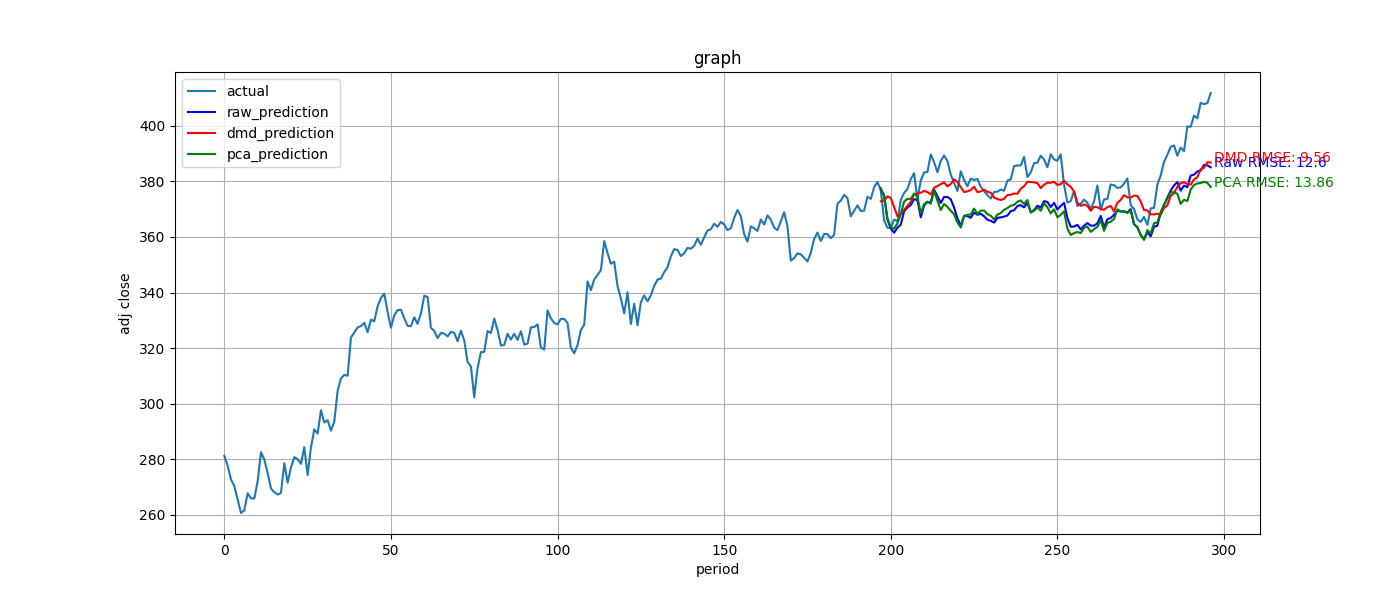 graph
actual
raw_prediction
dmd_prediction
pca_prediction
400
380
360
340
320
300
280
260
adj close
DMD RMSE: 9.56
Raw RMSE: 12.6
PCA RMSE: 13.86
0
50
100
150
200
250
300
period